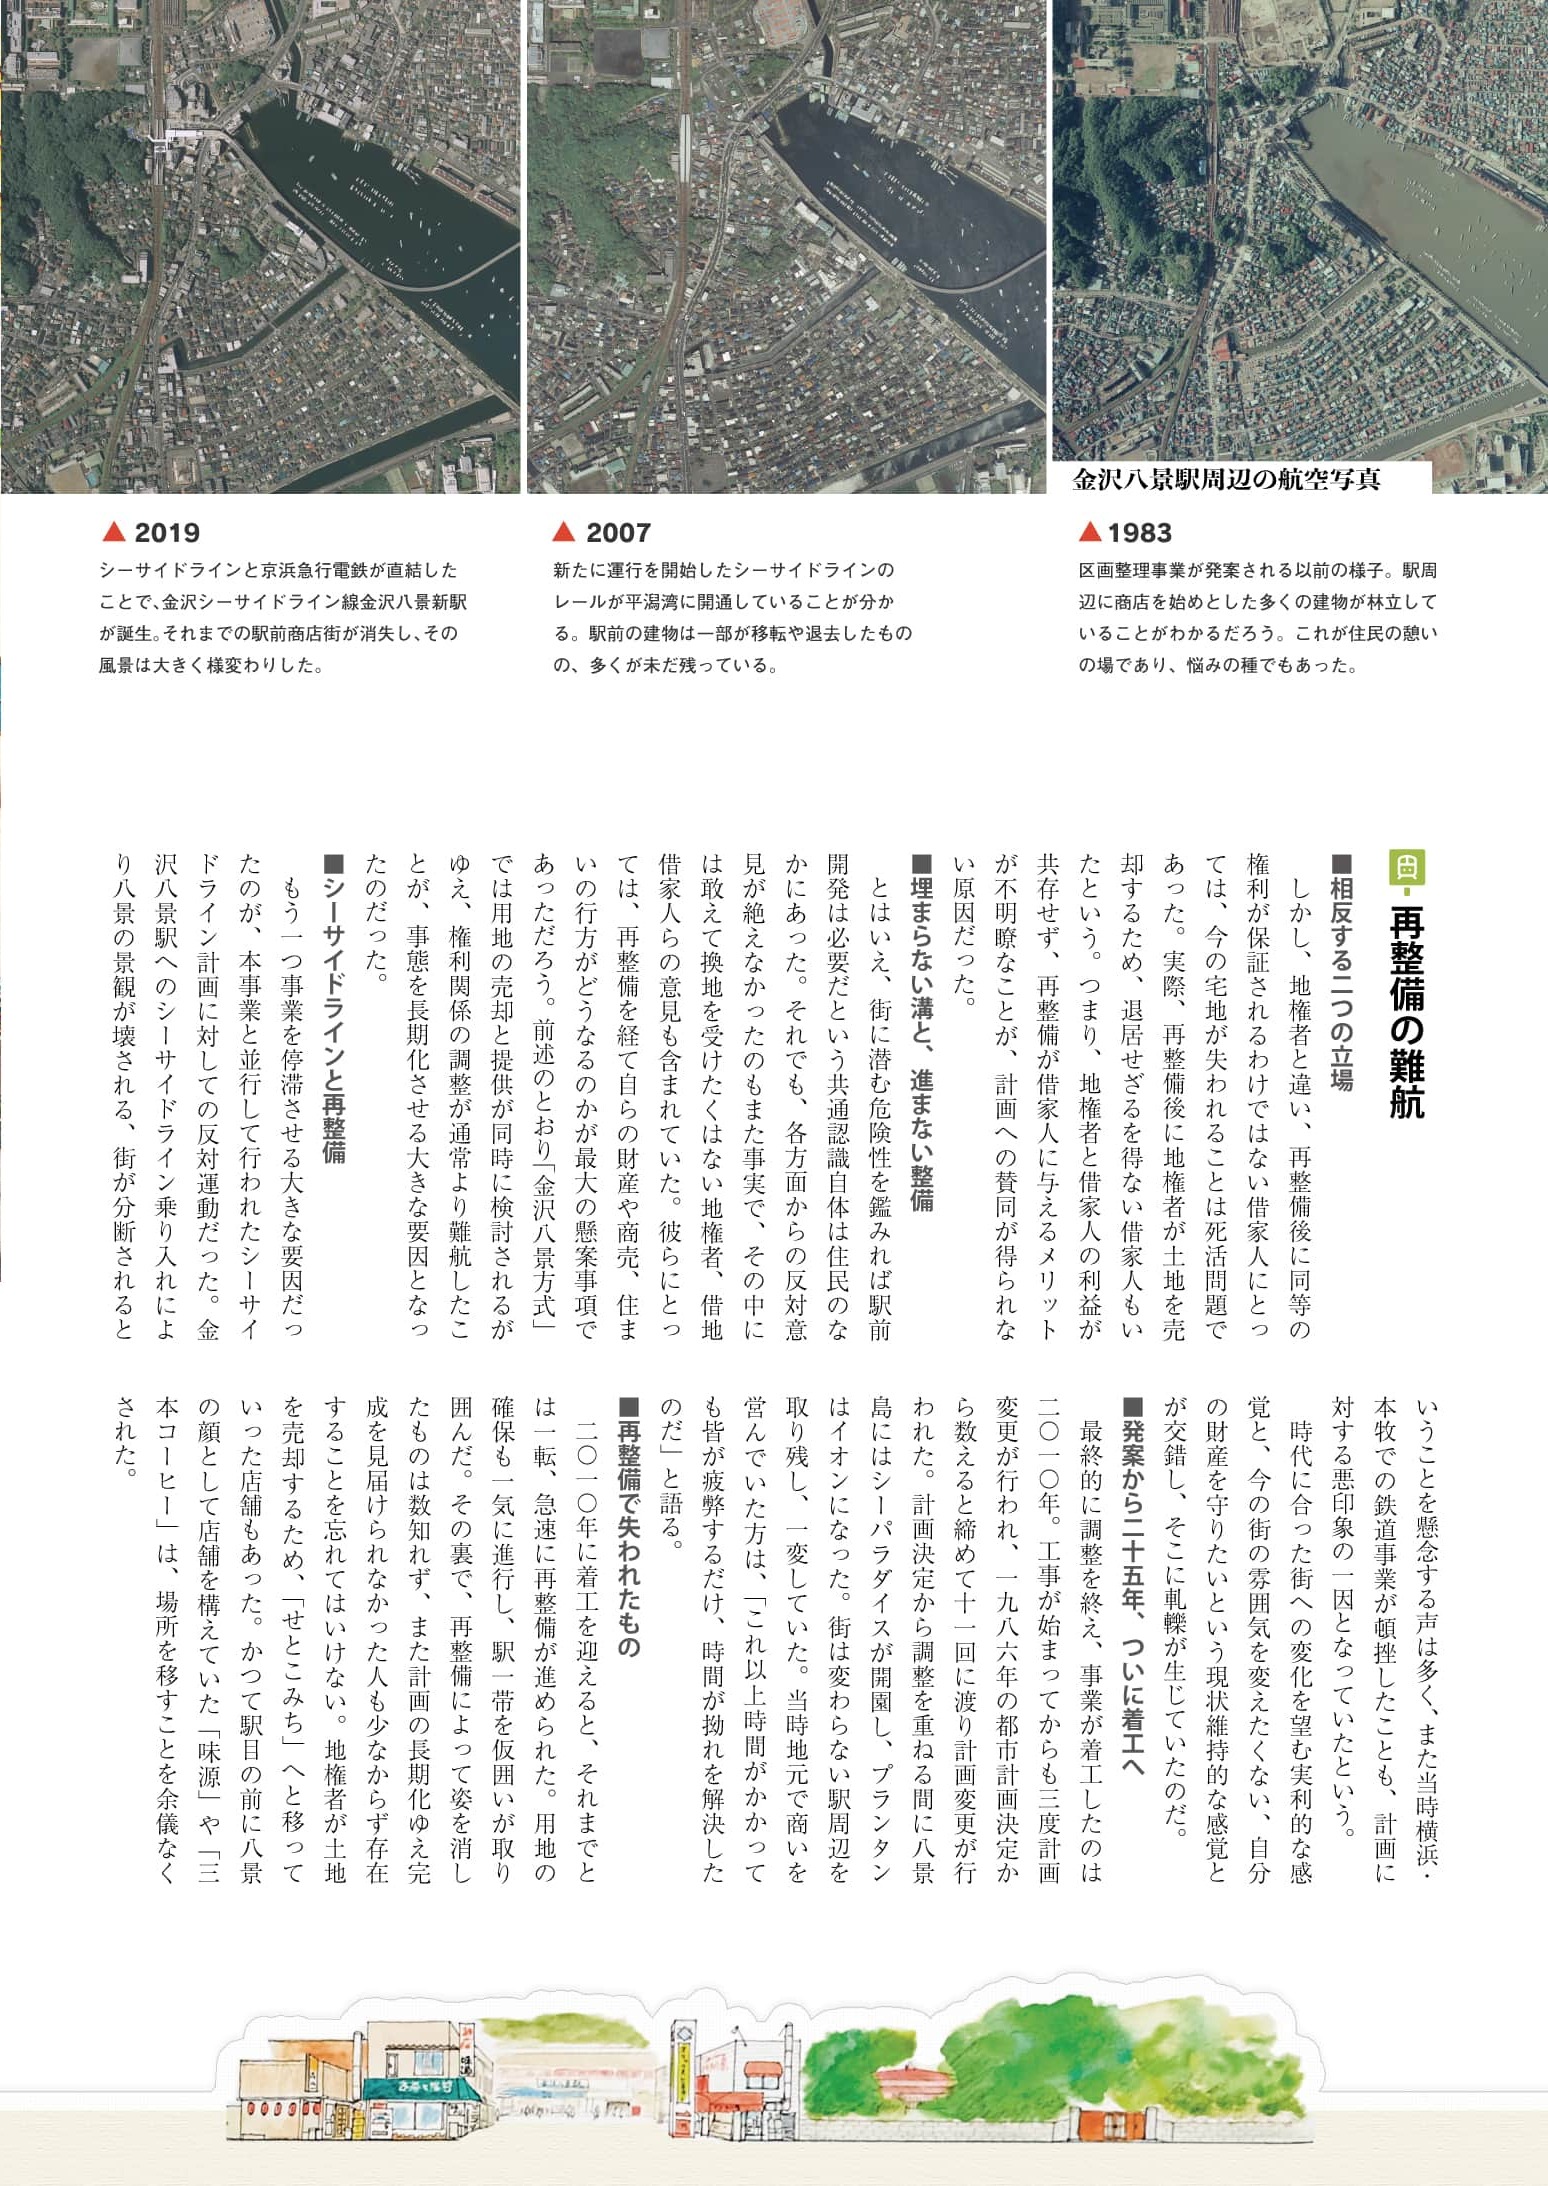 金沢八景駅周辺の航空写真
▲1983
区画整理事業が発案される以前の様子。駅周
辺に商店を始めとした多くの建物が林立して
いることがわかるだろう。これが住民の憩い
の場であり、悩みの種でもあった。
▲ 2007
新たに運行を開始したシーサイドラインの
レールが平潟湾に開通していることが分か
る。駅前の建物は一部が移転や退去したもの
の、多くが未だ残っている。
▲ 2019
シーサイドラインと京浜急行電鉄が直結した
ことで、金沢シーサイドライン線金沢八景新駅
が誕生。それまでの駅前商店街が消失し、その
風景は大きく様変わりした。
再整備の難航
■相反する二つの立場
しかし、地権者と違い、再整備後に同等の
権利が保証されるわけではない借家人にとっ
ては、今の宅地が失われることは死活問題で
あった。実際、再整備後に地権者が土地を売
却するため、退居せざるを得ない借家人もい
たという。つまり、地権者と借家人の利益が
共存せず、再整備が借家人に与えるメリット
が不明瞭なことが、計画への賛同が得られな
い原因だった。
■埋まらない溝と、進まない整備
とはいえ、街に潜む危険性を鑑みれば駅前
開発は必要だという共通認識自体は住民のな
かにあった。それでも、各方面からの反対意
見が絶えなかったのもまた事実で、その中に
は敢えて換地を受けたくはない地権者、借地
借家人らの意見も含まれていた。彼らにとっ
ては、再整備を経て自らの財産や商売、住ま
いの行方がどうなるのかが最大の懸案事項で
あっただろう。前述のとおり「金沢八景方式」
では用地の売却と提供が同時に検討されるが
ゆえ、権利関係の調整が通常より難航したこ
とが、事態を長期化させる大きな要因となっ
たのだった。
■シーサイドラインと再整備
もう一つ事業を停滞させる大きな要因だっ
たのが、本事業と並行して行われたシーサイ
ドライン計画に対しての反対運動だった。金
沢八景駅へのシーサイドライン乗り入れによ
り八景の景観が壊される、街が分断されると
いうことを懸念する声は多く、また当時横浜・
本牧での鉄道事業が頓挫したことも、計画に
対する悪印象の一因となっていたという。
時代に合った街への変化を望む実利的な感
覚と、今の街の雰囲気を変えたくない、自分
の財産を守りたいという現状維持的な感覚と
が交錯し、そこに軋轢が生じていたのだ。
■発案から二十五年、ついに着工へ
最終的に調整を終え、事業が着工したのは
二〇一〇年。工事が始まってからも三度計画
変更が行われ、一九八六年の都市計画決定か
ら数えると締めて十一回に渡り計画変更が行
われた。計画決定から調整を重ねる間に八景
島にはシーパラダイスが開園し、プランタン
はイオンになった。街は変わらない駅周辺を
取り残し、一変していた。当時地元で商いを
営んでいた方は、「これ以上時間がかかって
も皆が疲弊するだけ、時間が拗れを解決した
のだ」と語る。
■再整備で失われたもの
二〇一〇年に着工を迎えると、それまでと
は一転、急速に再整備が進められた。用地の
確保も一気に進行し、駅一帯を仮囲いが取り
囲んだ。その裏で、再整備によって姿を消し
たものは数知れず、また計画の長期化ゆえ完
成を見届けられなかった人も少なからず存在
することを忘れてはいけない。地権者が土地
を売却するため、「せとこみち」へと移って
いった店舗もあった。かつて駅目の前に八景
の顔として店舗を構えていた「味源」や「三
本コーヒー」は、場所を移すことを余儀なく
された。